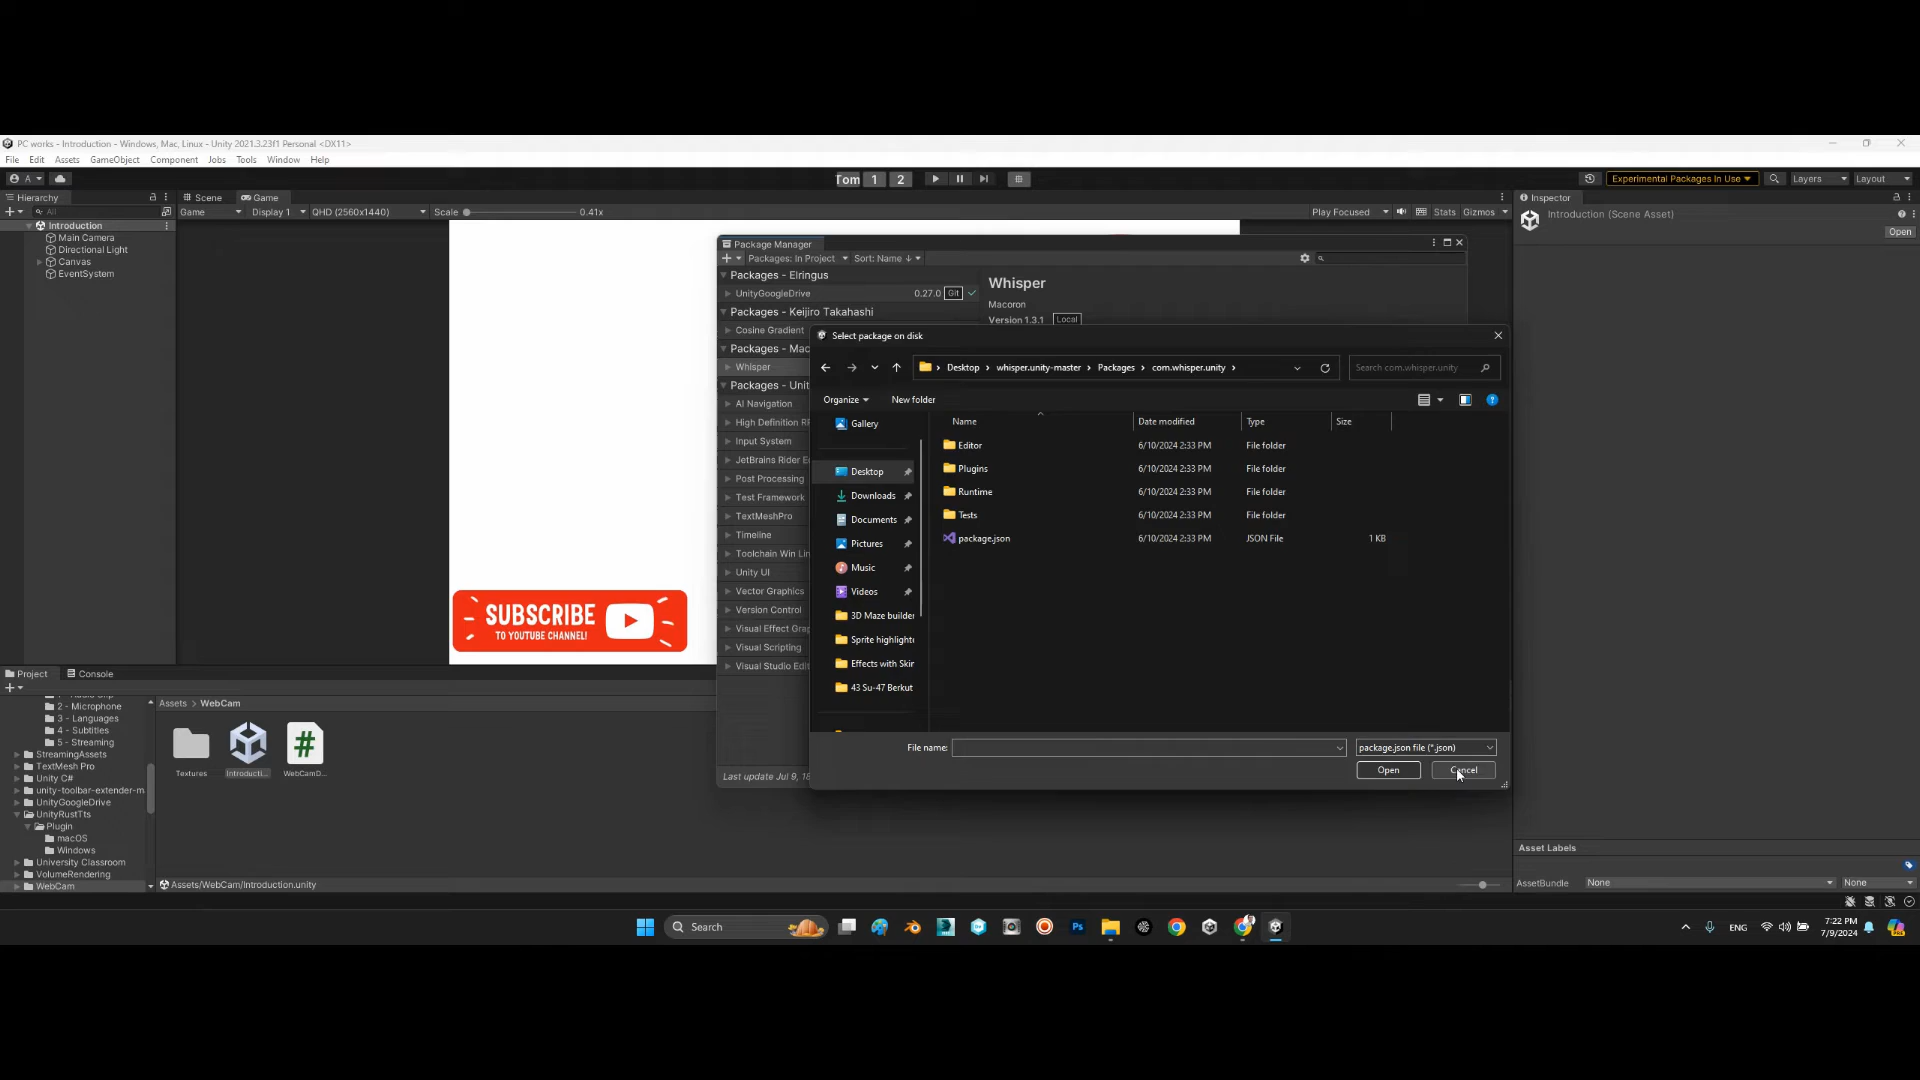 PC works - Introduction - Windows, Mac, Linux - Unity 2021.3.23f1 Personal <DX11>
File Edit Assets GameObject Component Jobs Tools Window Help
A
Tom 1 2
Experimental Packages In Use
Layers
Layout
Hierarchy
All
Introduction
Main Camera
Directional Light
Canvas
EventSystem
Scene
Game
Game
Display 1
QHD (2560x1440)
Scale
0.41x
Play Focused
Stats
Gizmos
SUBSCRIBE
TO YOUTUBE CHANNEL!
Package Manager
Packages: In Project
Sort: Name ↓
Packages - Elringus
UnityGoogleDrive
0.27.0
Git
Packages - Keijiro Takahashi
Cosine Gradient
Packages - Mac
Whisper
Packages - Unit
AI Navigation
High Definition RP
Input System
JetBrains Rider E
Post Processing
Test Framework
TextMeshPro
Timeline
Toolchain Win Lin
Unity UI
Vector Graphics
Version Control
Visual Effect Grap
Visual Scripting
Visual Studio Edit
Last update Jul 9, 18
Whisper
Macoron
Version 1.3.1
Local
Select package on disk
Desktop
whisper.unity-master
Packages
com.whisper.unity
Search com.whisper.unity
Organize
New folder
Gallery
Desktop
Downloads
Documents
Pictures
Music
Videos
3D Maze builder
Sprite highlighte
Effects with Skin
43 Su-47 Berkut
Name Date modified Type Size
Editor 6/10/2024 2:33 PM File folder
Plugins 6/10/2024 2:33 PM File folder
Runtime 6/10/2024 2:33 PM File folder
Tests 6/10/2024 2:33 PM File folder
package.json 6/10/2024 2:33 PM JSON File 1 KB
File name:
package.json file (*.json)
Open
Cancel
Inspector
Introduction (Scene Asset)
Open
Asset Labels
AssetBundle
None
None
Project
Console
2 - Microphone
3 - Languages
4 - Subtitles
5 - Streaming
StreamingAssets
TextMesh Pro
Unity C#
unity-toolbar-extender-m
UnityGoogleDrive
UnityRustTts
Plugin
macOS
Windows
University Classroom
VolumeRendering
WebCam
Assets > WebCam
Textures
Introducti...
WebCamD...
Assets/WebCam/Introduction.unity
Search
Ps
ENG
7:22 PM
7/9/2024
PRE